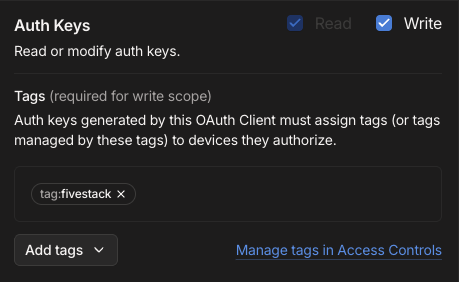 Auth Keys Read Write
Read or modify auth keys.
Tags (required for write scope)
Auth keys generated by this OAuth Client must assign tags (or tags
managed by these tags) to devices they authorize.
tag:fivestack ×
Add tags
Manage tags in Access Controls